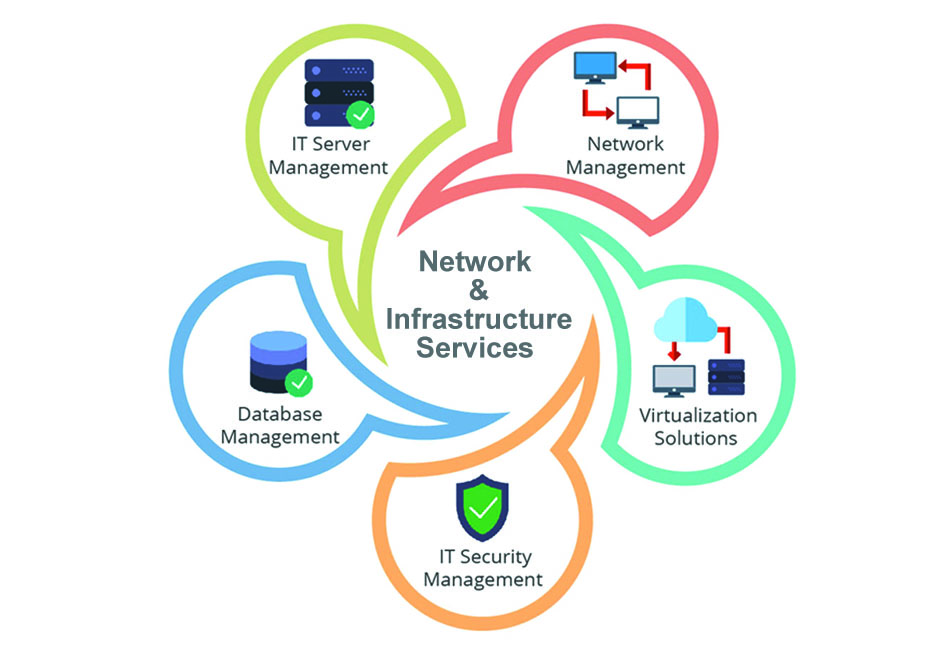 IT Server
Management
Network
Management
Network
&
Infrastructure
Services
Database
Management
Virtualization
Solutions
IT Security
Management